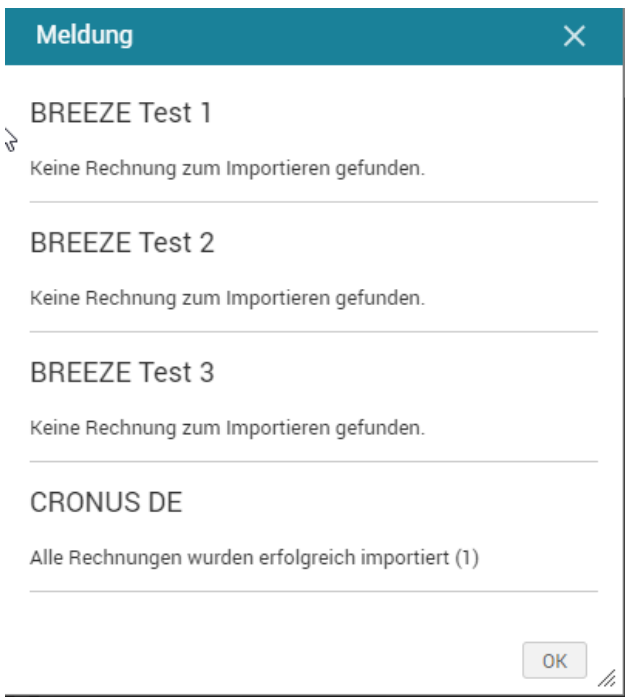 Meldung
BREEZE Test 1
Keine Rechnung zum Importieren gefunden.
BREEZE Test 2
Keine Rechnung zum Importieren gefunden.
BREEZE Test 3
Keine Rechnung zum Importieren gefunden.
CRONUS DE
Alle Rechnungen wurden erfolgreich importiert (1)
OK